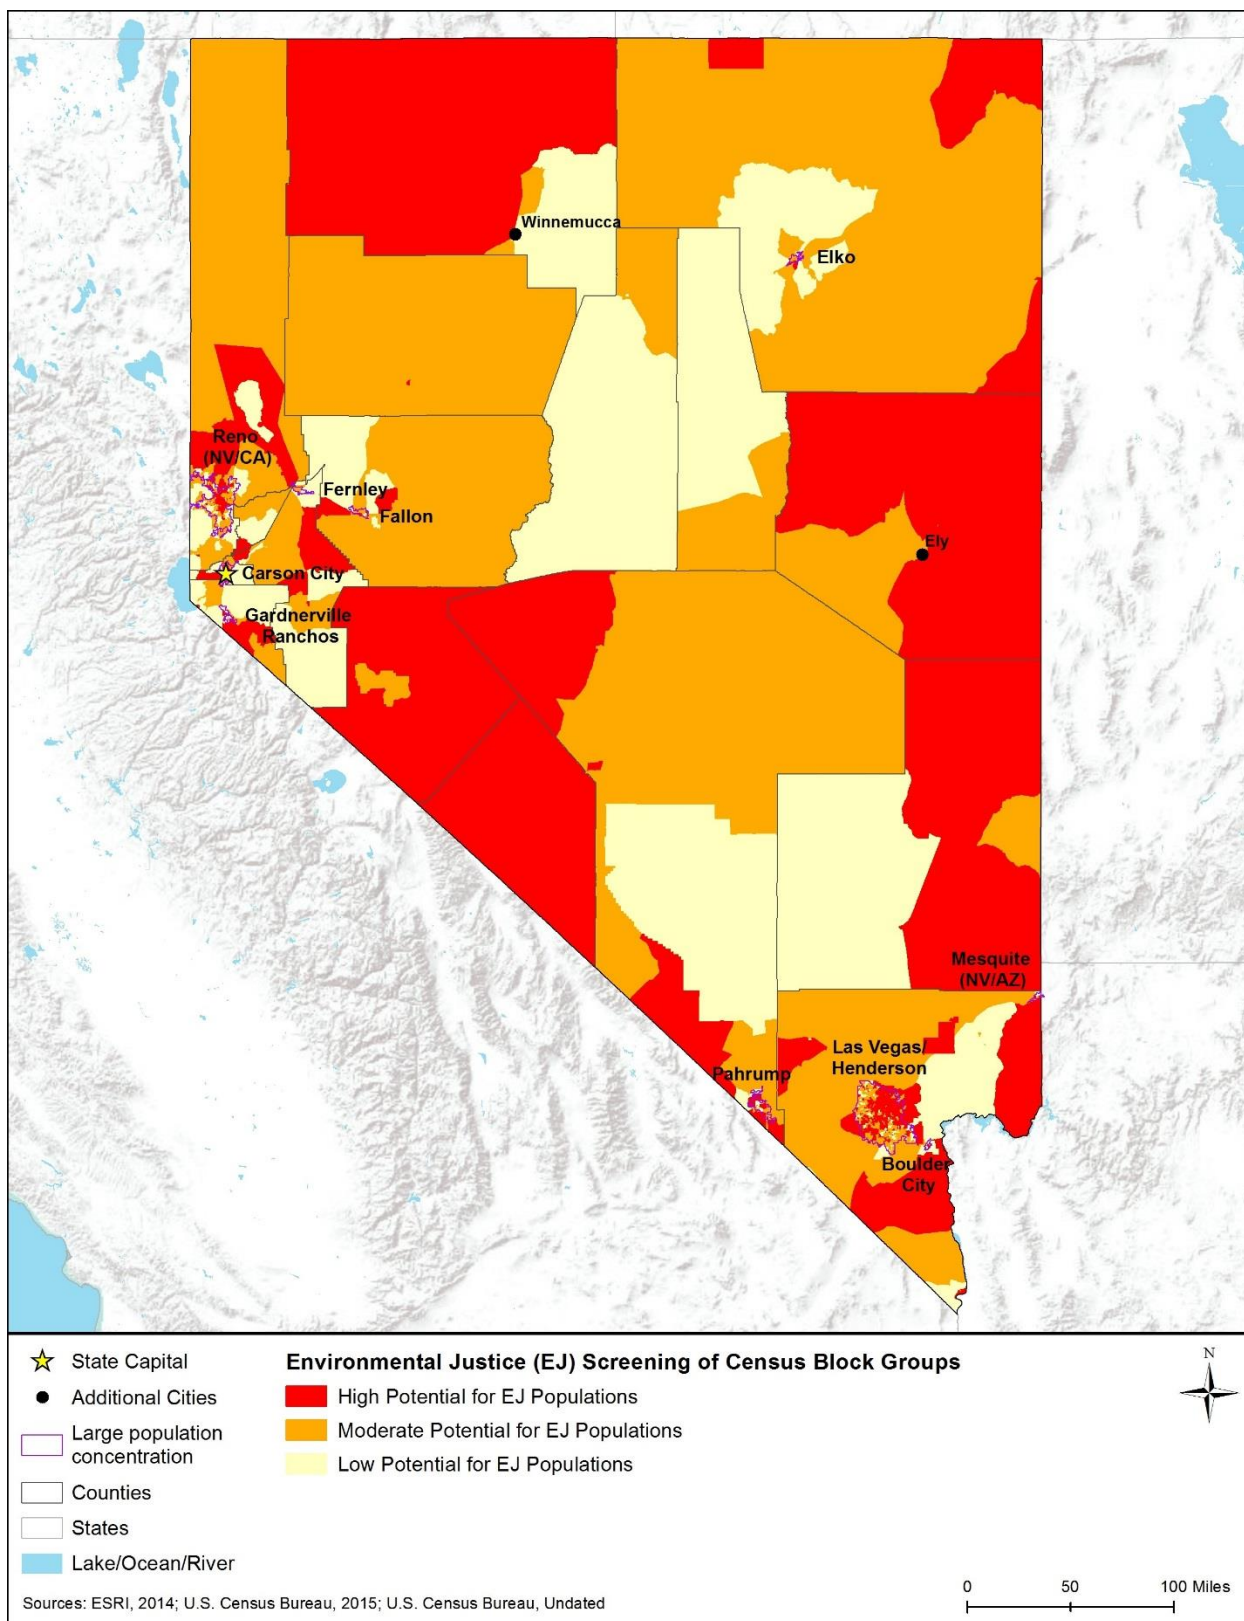 Winnemucca
Elko
Reno
(NV/CA)
Fernley
Fallon
Ely
Carson City
Gardnerville
Ranchos
Mesquite
(NV/AZ)
Las Vegas/
Henderson
Pahrump
Boulder
City
State Capital
Additional Cities
Large population
concentration
Counties
States
Lake/Ocean/River
Environmental Justice (EJ) Screening of Census Block Groups
High Potential for EJ Populations
Moderate Potential for EJ Populations
Low Potential for EJ Populations
N
0 50 100 Miles
Sources: ESRI, 2014; U.S. Census Bureau, 2015; U.S. Census Bureau, Undated